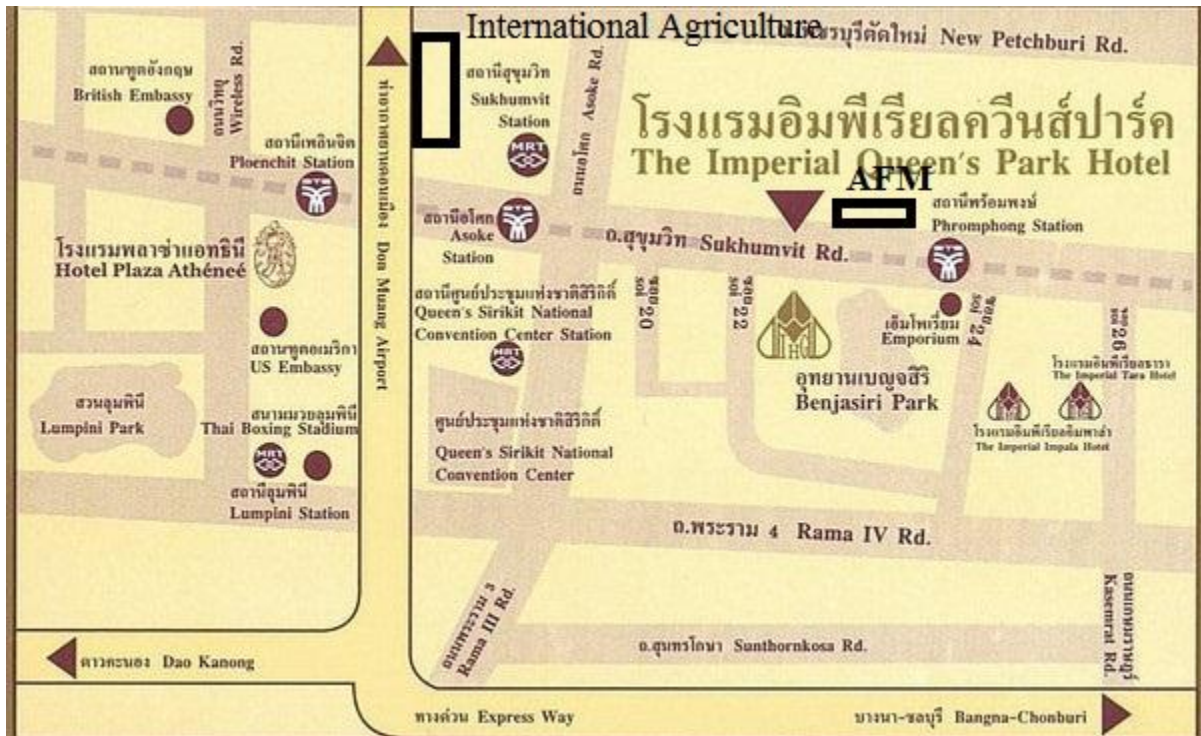 International Agriculture
ถ.เพชรบุรีตัดใหม่ New Petchburi Rd.
สถานทูตอังกฤษ
British Embassy
ถนนวิทยุ
Wireless Rd.
สถานีเพลินจิต
Ploenchit Station
ท่าอากาศยานดอนเมือง Don Muang Airport
สถานีสุขุมวิท
Sukhumvit
Station
MRT
ถนนอโศก Asoke Rd.
โรงแรมอิมพีเรียลควีนส์ปาร์ค
The Imperial Queen's Park Hotel
AFM
สถานีพร้อมพงษ์
Phromphong Station
สถานีอโศก
Asoke
Station
ถ.สุขุมวิท Sukhumvit Rd.
โรงแรมพลาซ่าแอทธินี
Hotel Plaza Athéneé
สถานีศูนย์ประชุมแห่งชาติสิริกิติ์
Queen's Sirikit National
Convention Center Station
MRT
ซอย 20
soi
ซอย 22
soi
IHG
เอ็มโพเรี่ยม
Emporium
ซอย 24
soi
ซอย 26
soi
สถานทูตอเมริกา
US Embassy
อุทยานเบญจสิริ
Benjasiri Park
โรงแรมอิมพีเรียลธารา
The Imperial Tara Hotel
โรงแรมอิมพีเรียลอิมพาล่า
The Imperial Impala Hotel
สวนลุมพินี
Lumpini Park
สนามมวยลุมพินี
Thai Boxing Stadium
MRT
สถานีลุมพินี
Lumpini Station
ศูนย์ประชุมแห่งชาติสิริกิติ์
Queen's Sirikit National
Convention Center
ถ.พระราม 4 Rama IV Rd.
ถนนพระราม 3
Rama III Rd.
ถ.สุนทรโกษา Sunthornkosa Rd.
ถนนเกษมราษฎร์
Kasemrat Rd.
ดาวคะนอง Dao Kanong
ทางด่วน Express Way
บางนา-ชลบุรี Bangna-Chonburi